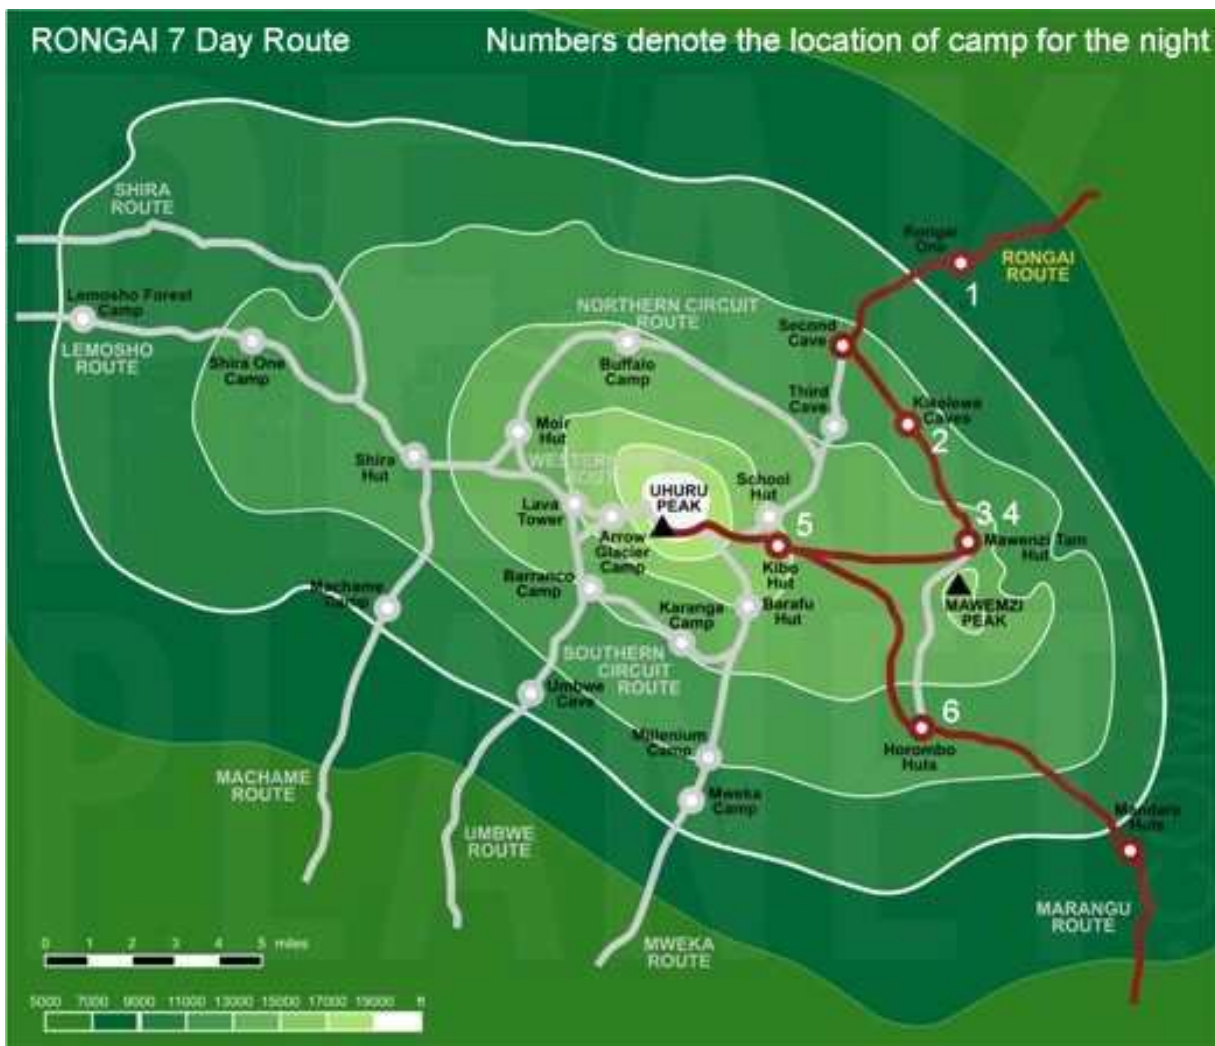 RONGAI 7 Day Route
Numbers denote the location of camp for the night
SHIRA
ROUTE
Rongai
One
RONGAI
ROUTE
1
Lemosho Forest
Camp
LEMOSHO
ROUTE
Shira One
Camp
NORTHERN CIRCUIT
ROUTE
Buffalo
Camp
Second
Cave
Third
Cave
Kikelewa
Caves
2
Moir
Hut
WESTERN
Shira
Hut
Lava
Tower
UHURU
PEAK
School
Hut
5
3 4
Mawenzi Tarn
Hut
Arrow
Glacier
Camp
Kibo
Hut
Barranco
Camp
Machame
Camp
Karanga
Camp
Barafu
Hut
MAWEMZI
PEAK
SOUTHERN
CIRCUIT
ROUTE
Umbwe
Cave
6
Horombo
Huts
Millenium
Camp
Mweka
Camp
Mandara
Huts
MACHAME
ROUTE
UMBWE
ROUTE
MWEKA
ROUTE
MARANGU
ROUTE
0 1 2 3 4 5 miles
5000 7000 9000 11000 13000 15000 17000 19000 ft